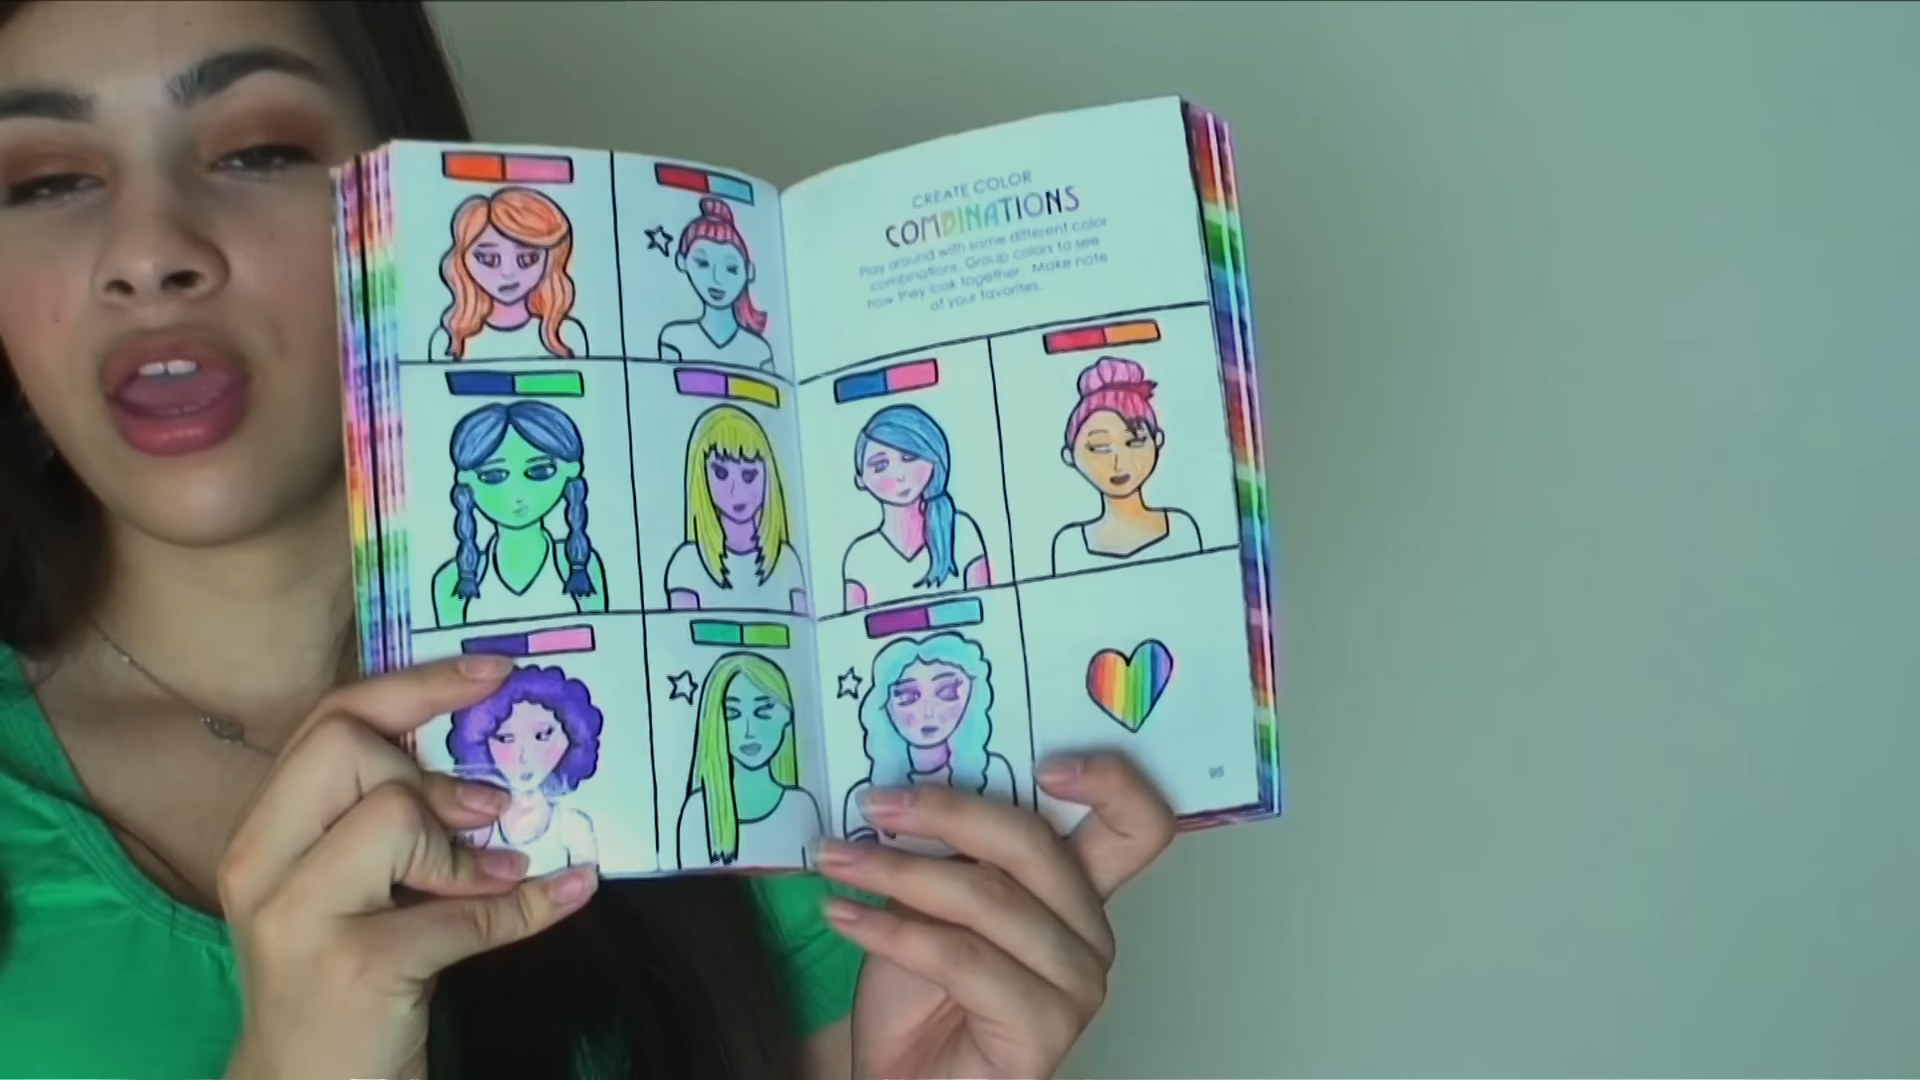 CREATE COLOR
COMBINATIONS
Play around with some different color
combinations. Group colors to see
how they look together. Make note
of your favorites.